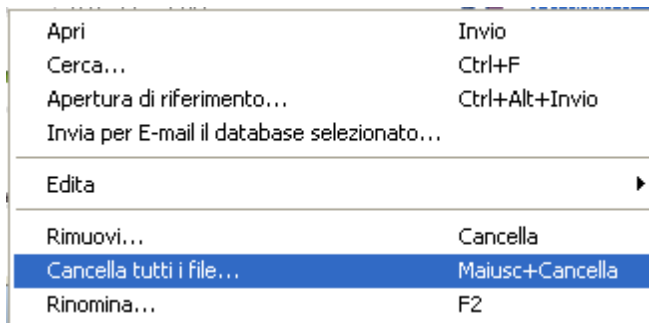 Apri Invio
Cerca... Ctrl+F
Apertura di riferimento... Ctrl+Alt+Invio
Invia per E-mail il database selezionato...
Edita
Rimuovi... Cancella
Cancella tutti i file... Maiusc+Cancella
Rinomina... F2